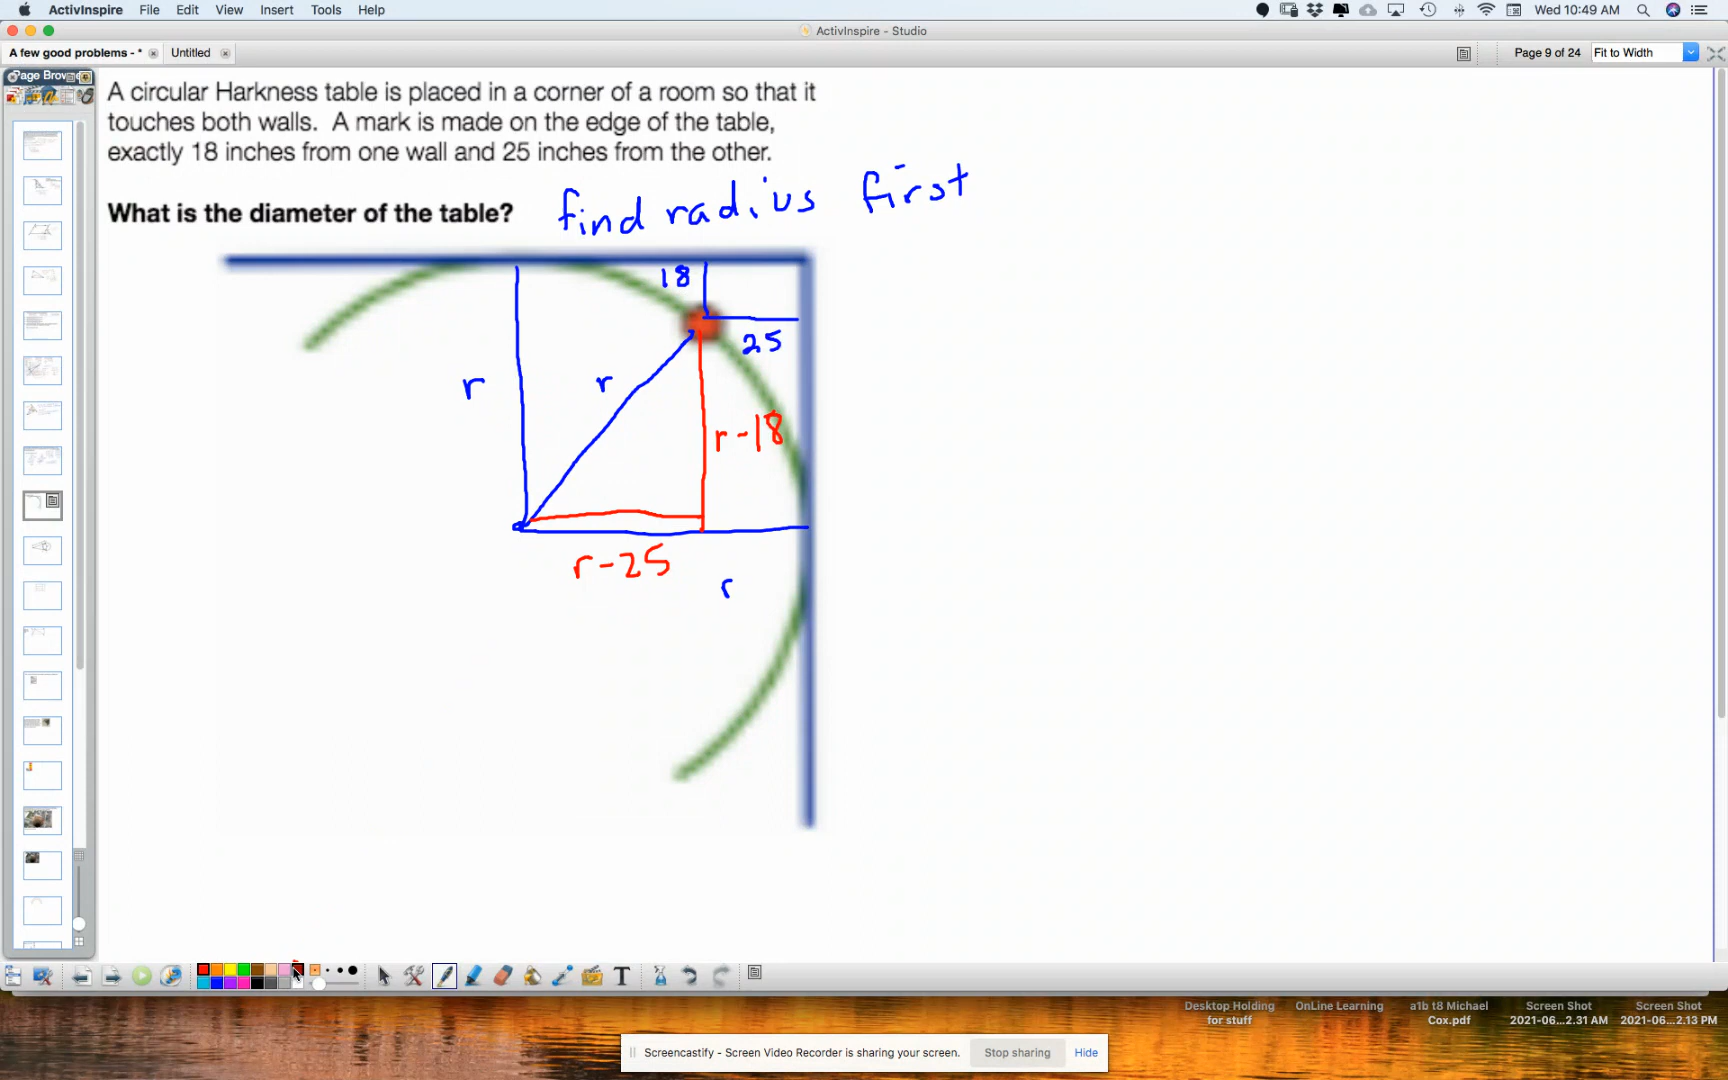 ActivInspire File Edit View Insert Tools Help
Wed 10:49 AM
ActivInspire - Studio
A few good problems - *
Untitled
Page 9 of 24
Fit to Width
Page Brow
A circular Harkness table is placed in a corner of a room so that it
touches both walls. A mark is made on the edge of the table,
exactly 18 inches from one wall and 25 inches from the other.
What is the diameter of the table?
find radius first
18
25
r
r
r-18
r-25
r
Desktop Holding
for stuff
OnLine Learning
a1b t8 Michael
Cox.pdf
Screen Shot
2021-06...2.31 AM
Screen Shot
2021-06...2.13 PM
Screencastify - Screen Video Recorder is sharing your screen.
Stop sharing
Hide